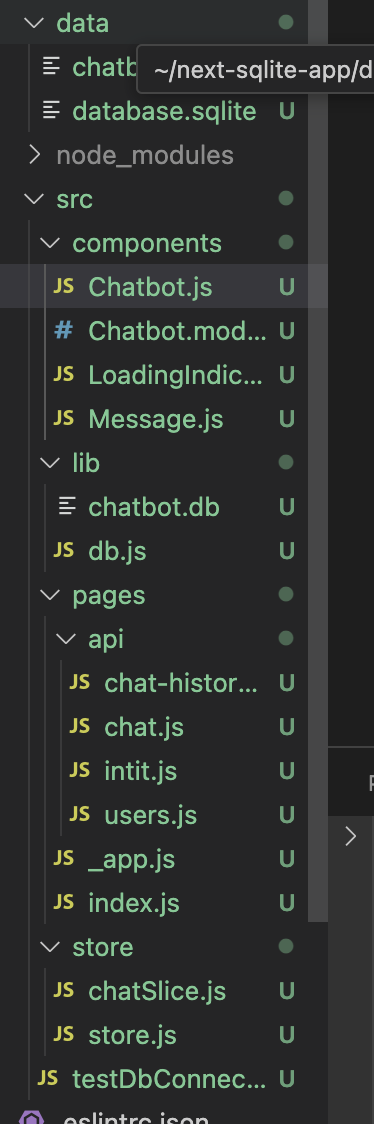 data
chatb
~/next-sqlite-app/d
database.sqlite U
node_modules
src
components
JS Chatbot.js U
# Chatbot.mod... U
JS LoadingIndic... U
JS Message.js U
lib
chatbot.db U
JS db.js U
pages
api
JS chat-histor... U
JS chat.js U
JS intit.js U
JS users.js U
JS _app.js U
JS index.js U
store
JS chatSlice.js U
JS store.js U
JS testDbConnec... U
.eslintrc.json